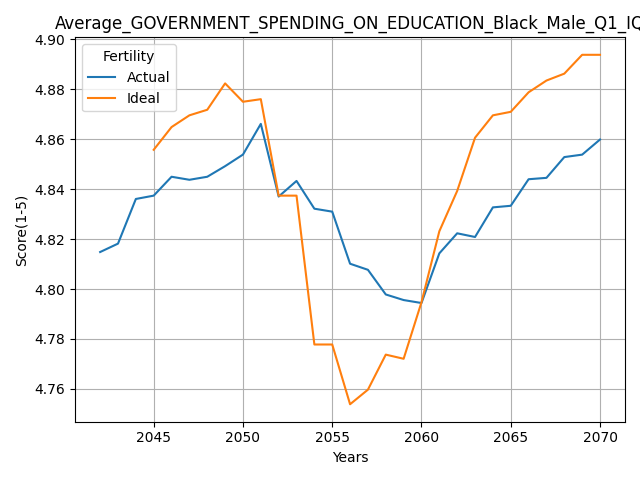 Average_GOVERNMENT_SPENDING_ON_EDUCATION_Black_Male_Q1_IQ
4.90
4.88
4.86
4.84
4.82
4.80
4.78
4.76
Score(1-5)
Fertility
Actual
Ideal
2045 2050 2055 2060 2065 2070
Years